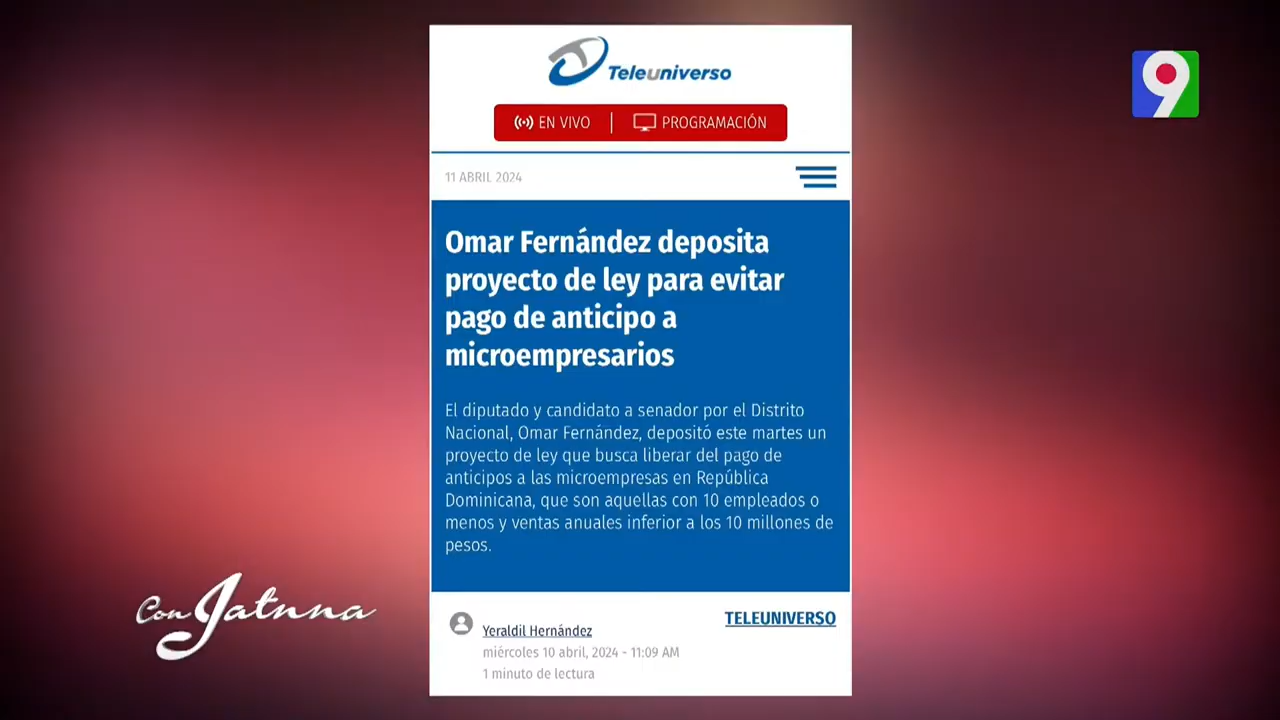 Teleuniverso
9
EN VIVO | PROGRAMACIÓN
11 ABRIL 2024
Omar Fernández deposita
proyecto de ley para evitar
pago de anticipo a
microempresarios
El diputado y candidato a senador por el Distrito
Nacional, Omar Fernández, depositó este martes un
proyecto de ley que busca liberar del pago de
anticipos a las microempresas en República
Dominicana, que son aquellas con 10 empleados o
menos y ventas anuales inferior a los 10 millones de
pesos.
Con Jatnna
Yeraldil Hernández
TELEUNIVERSO
miércoles 10 abril, 2024 - 11:09 AM
1 minuto de lectura